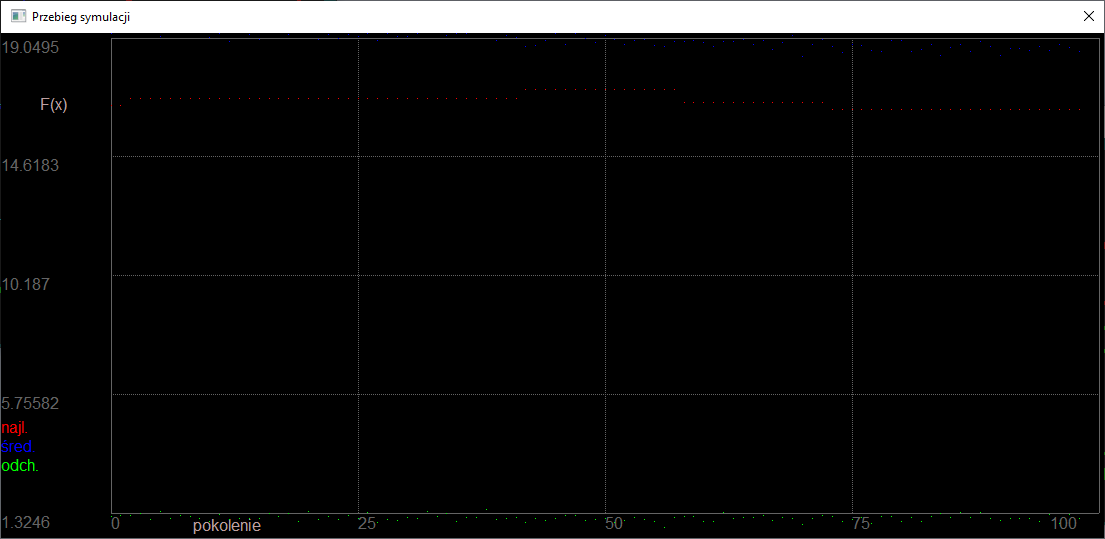 Przebieg symulacji
19.0495
F(x)
14.6183
10.187
5.75582
najl.
śred
odch.
1.3246
0
pokolenie
25
50
75
100